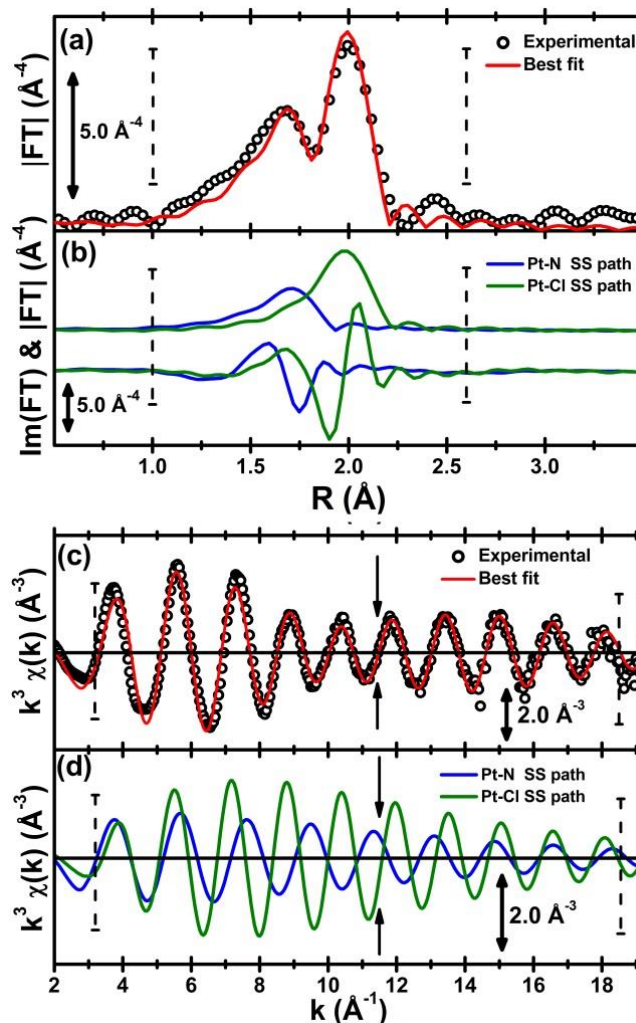 (a)
Experimental
Best fit
|FT| (Å⁻⁴)
5.0 Å⁻⁴
(b)
Pt-N SS path
Pt-Cl SS path
Im(FT) & |FT| (Å⁻⁴)
5.0 Å⁻⁴
1.0 1.5 2.0 2.5 3.0
R (Å)
(c)
Experimental
Best fit
k³ χ(k) (Å⁻³)
2.0 Å⁻³
(d)
Pt-N SS path
Pt-Cl SS path
k³ χ(k) (Å⁻³)
2.0 Å⁻³
2 4 6 8 10 12 14 16 18
k (Å⁻¹)